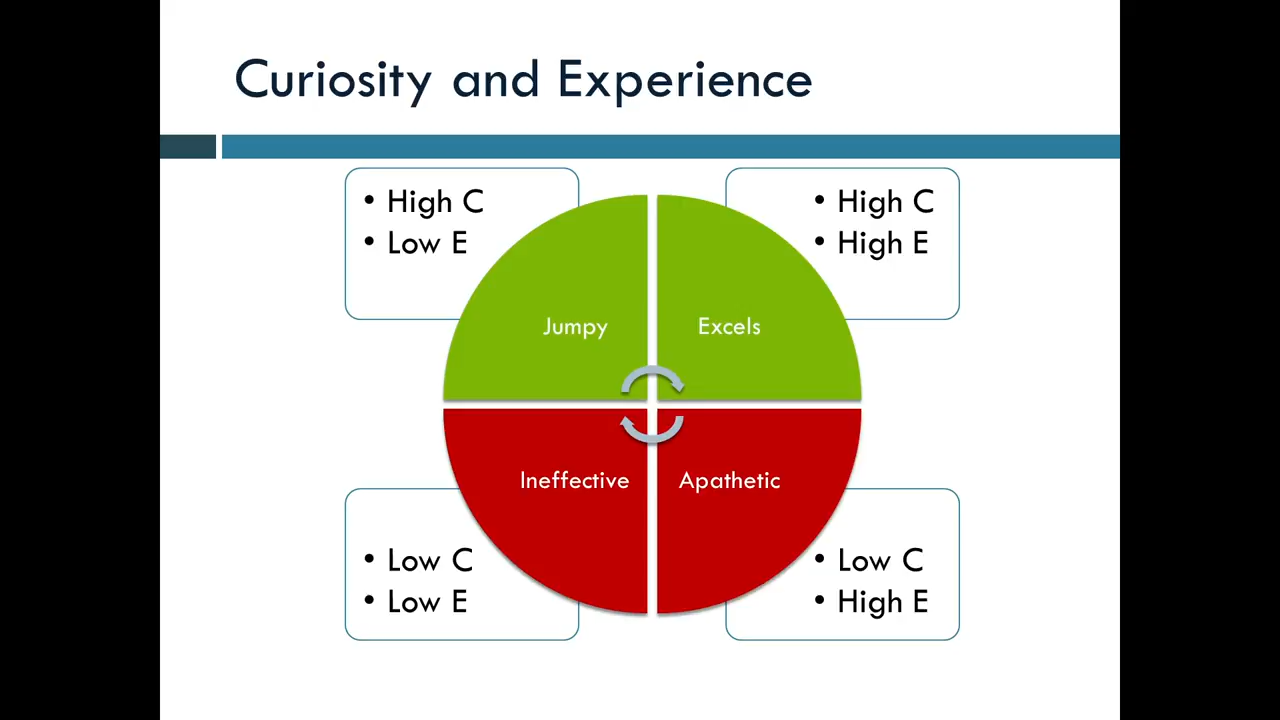 Curiosity and Experience
• High C
• Low E
• High C
• High E
Jumpy
Excels
Ineffective
Apathetic
• Low C
• Low E
• Low C
• High E